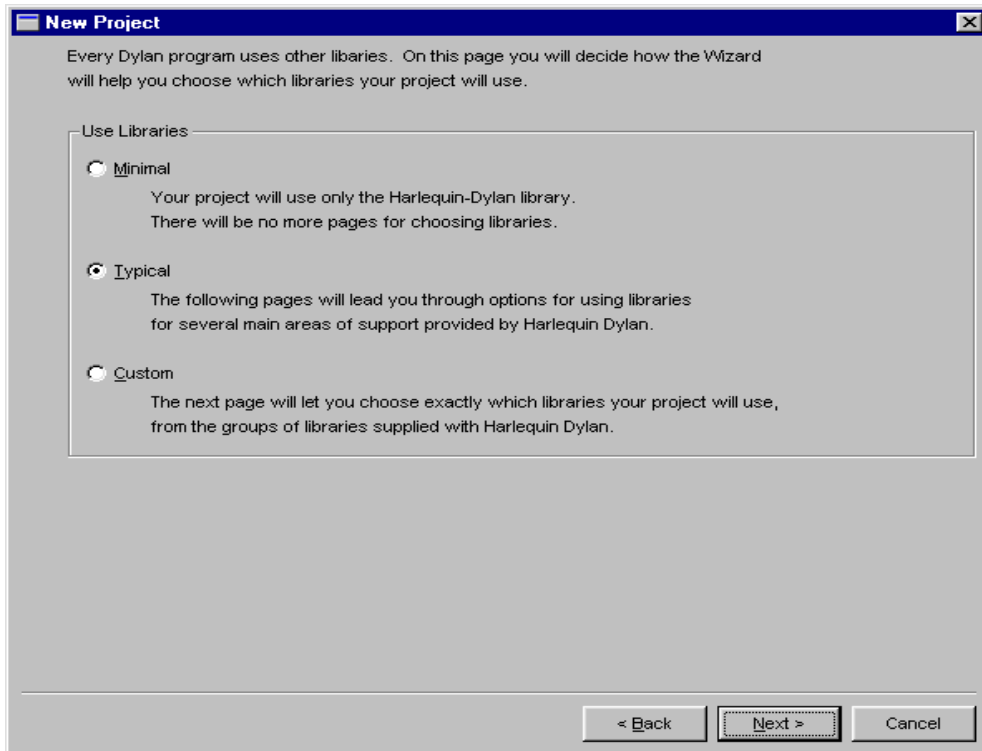 New Project
Every Dylan program uses other libaries. On this page you will decide how the Wizard
will help you choose which libraries your project will use.
Use Libraries
Minimal
Your project will use only the Harlequin-Dylan library.
There will be no more pages for choosing libraries.
Typical
The following pages will lead you through options for using libraries
for several main areas of support provided by Harlequin Dylan.
Custom
The next page will let you choose exactly which libraries your project will use,
from the groups of libraries supplied with Harlequin Dylan.
< Back Next > Cancel